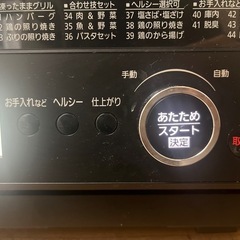 凍ったままグリル
ハンバーグ
鶏の照り焼き
ぶりの照り焼き
合わせ技セット
34 肉 & 野菜
35 魚 & 野菜
36 パスタセット
ヘルシー選択可
37 塩さば・塩ざけ
38 鶏の照り焼き
39 から揚げ
お手入れなど
40 庫内
41 脱臭
手動
自動
お手入れなど
ヘルシー
仕上がり
あたため
スタート
決定
取